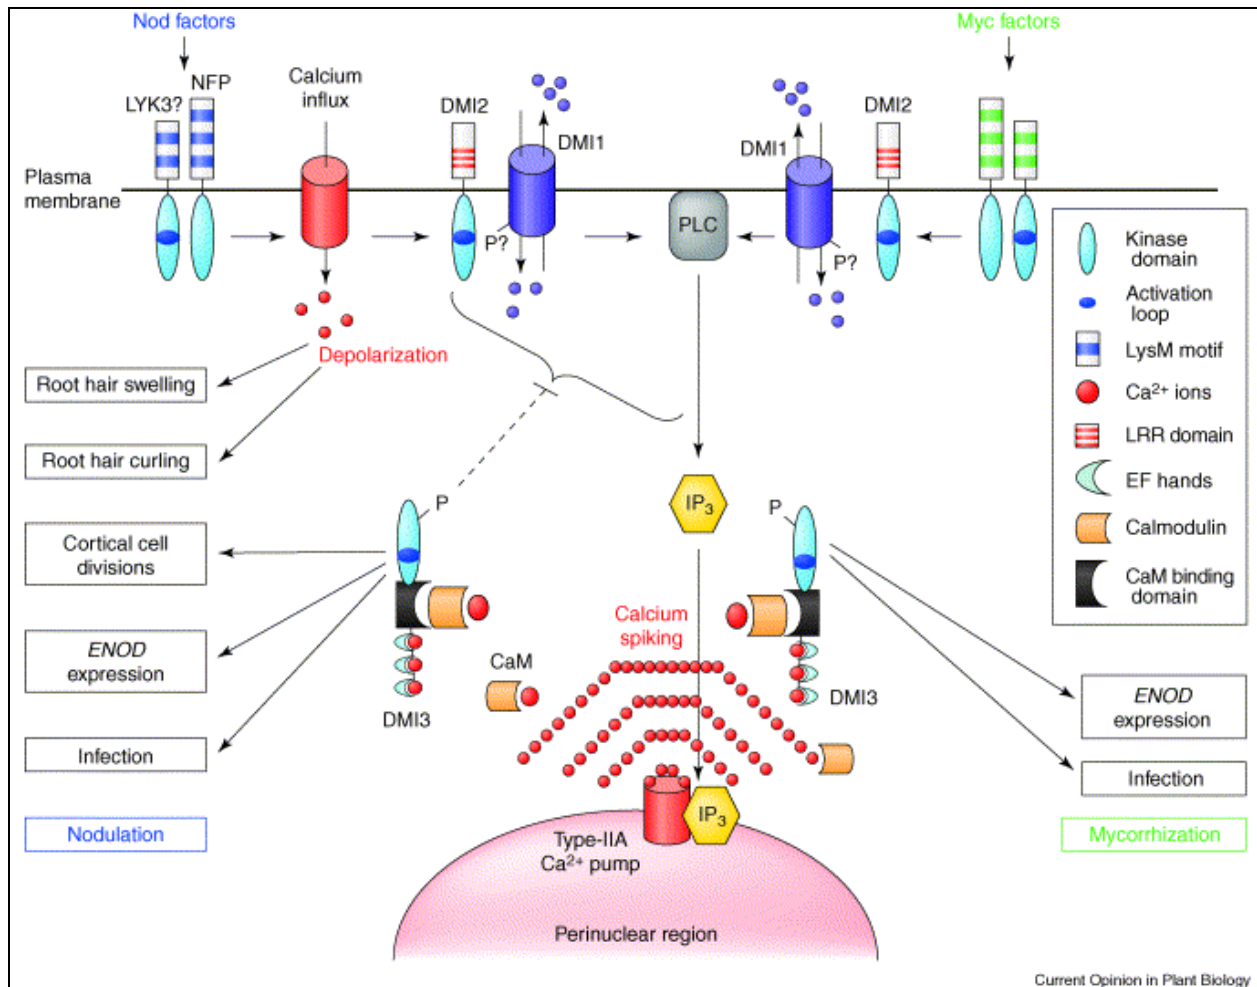 Nod factors
Myc factors
NFP
LYK3?
Calcium
influx
DMI2
DMI1
DMI1
DMI2
Plasma
membrane
PLC
P?
P?
Kinase
domain
Activation
loop
LysM motif
Ca²⁺ ions
LRR domain
EF hands
Calmodulin
CaM binding
domain
Depolarization
Root hair swelling
Root hair curling
Cortical cell
divisions
ENOD
expression
Infection
Nodulation
P
DMI3
IP₃
P
Calcium
spiking
CaM
DMI3
ENOD
expression
Infection
Mycorrhization
IP₃
Type-IIA
Ca²⁺ pump
Perinuclear region
Current Opinion in Plant Biology